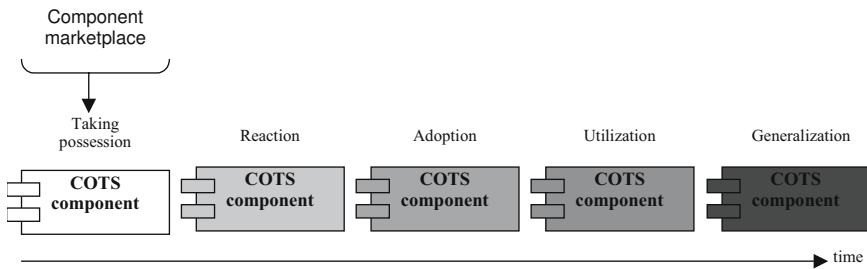 Component
marketplace
Taking
possession
Reaction
Adoption
Utilization
Generalization
COTS
component
COTS
component
COTS
component
COTS
component
COTS
component
time